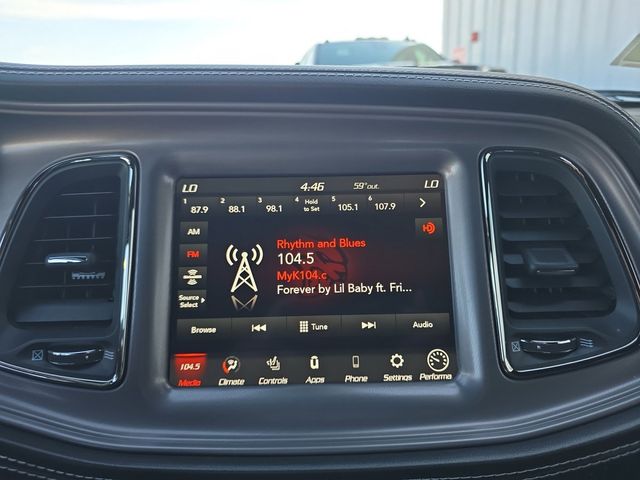 LO 4:46 59°out. LO
1 87.9 2 88.1 3 98.1 4 Hold to Set 5 105.1 6 107.9
AM
FM
Source Select
Rhythm and Blues
104.5
MyK104.c
Forever by Lil Baby ft. Fri...
Browse Tune Audio
104.5
Media Climate Controls Apps Phone Settings Performa